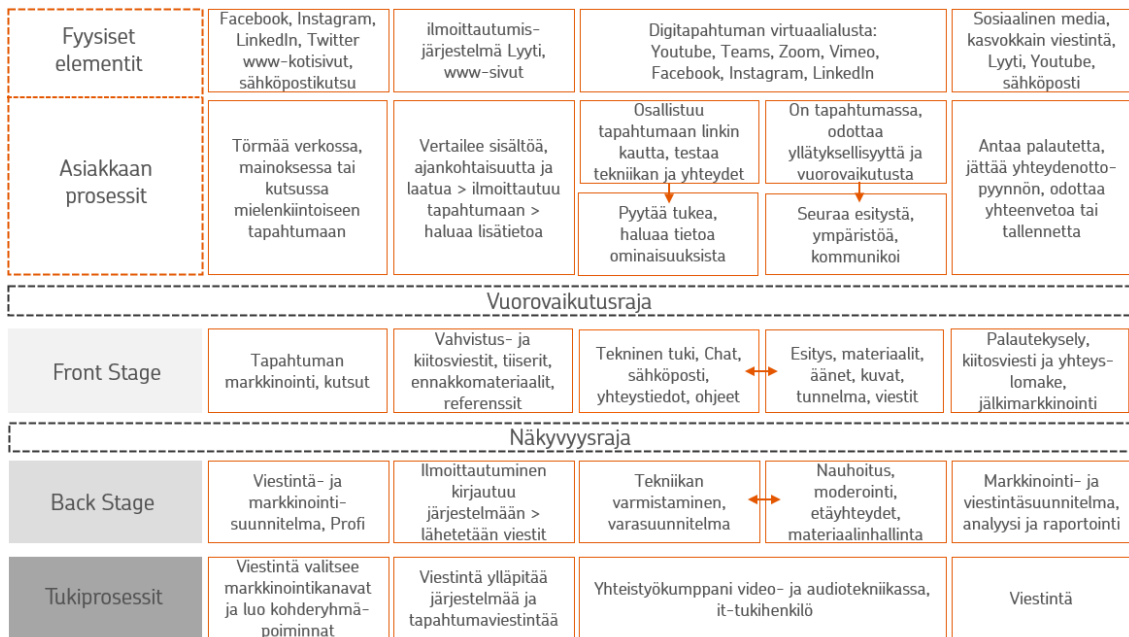 Fyysiset
elementit
Facebook, Instagram,
LinkedIn, Twitter
www-kotisivut,
sähköpostikutsu
ilmoittautumis-
järjestelmä Lyyti,
www-sivut
Digitapahtuman virtuaalialusta:
Youtube, Teams, Zoom, Vimeo,
Facebook, Instagram, LinkedIn
Sosiaalinen media,
kasvokkain viestintä,
Lyyti, Youtube,
sähköposti
Asiakkaan
prosessit
Törmää verkossa,
mainoksessa tai
kutsussa
mielenkiintoiseen
tapahtumaan
Vertailee sisältöä,
ajankohtaisuutta ja
laatua > ilmoittautuu
tapahtumaan >
haluaa lisätietoa
Osallistuu
tapahtumaan linkin
kautta, testaa
tekniikan ja yhteydet
Pyytää tukea,
haluaa tietoa
ominaisuuksista
On tapahtumassa,
odottaa
yllätyksellisyyttä ja
vuorovaikutusta
Seuraa esitystä,
ympäristöä,
kommunikoi
Antaa palautetta,
jättää yhteydenotto-
pyynnön, odottaa
yhteenvetoa tai
tallennetta
Vuorovaikutusraja
Front Stage
Tapahtuman
markkinointi, kutsut
Vahvistus- ja
kiitosviestit, tiiserit,
ennakkomateriaalit,
referenssit
Tekninen tuki, Chat,
sähköposti,
yhteystiedot, ohjeet
Esitys, materiaalit,
äänet, kuvat,
tunnelma, viestit
Palautekysely,
kiitosviesti ja yhteys-
lomake,
jälkimarkkinointi
Näkyvyysraja
Back Stage
Viestintä- ja
markkinointi-
suunnitelma, Profi
Ilmoittautuminen
kirjautuu
järjestelmään >
lähetetään viestit
Tekniikan
varmistaminen,
varasuunnitelma
Nauhoitus,
moderointi,
etäyhteydet,
materiaalinhallinta
Markkinointi- ja
viestintäsuunnitelma,
analyysi ja raportointi
Tukiprosessit
Viestintä valitsee
markkinointikanavat
ja luo kohderyhmä-
poiminnat
Viestintä ylläpitää
järjestelmää ja
tapahtumaviestintää
Yhteistyökumppani video- ja audiotekniikassa,
it-tukihenkilö
Viestintä